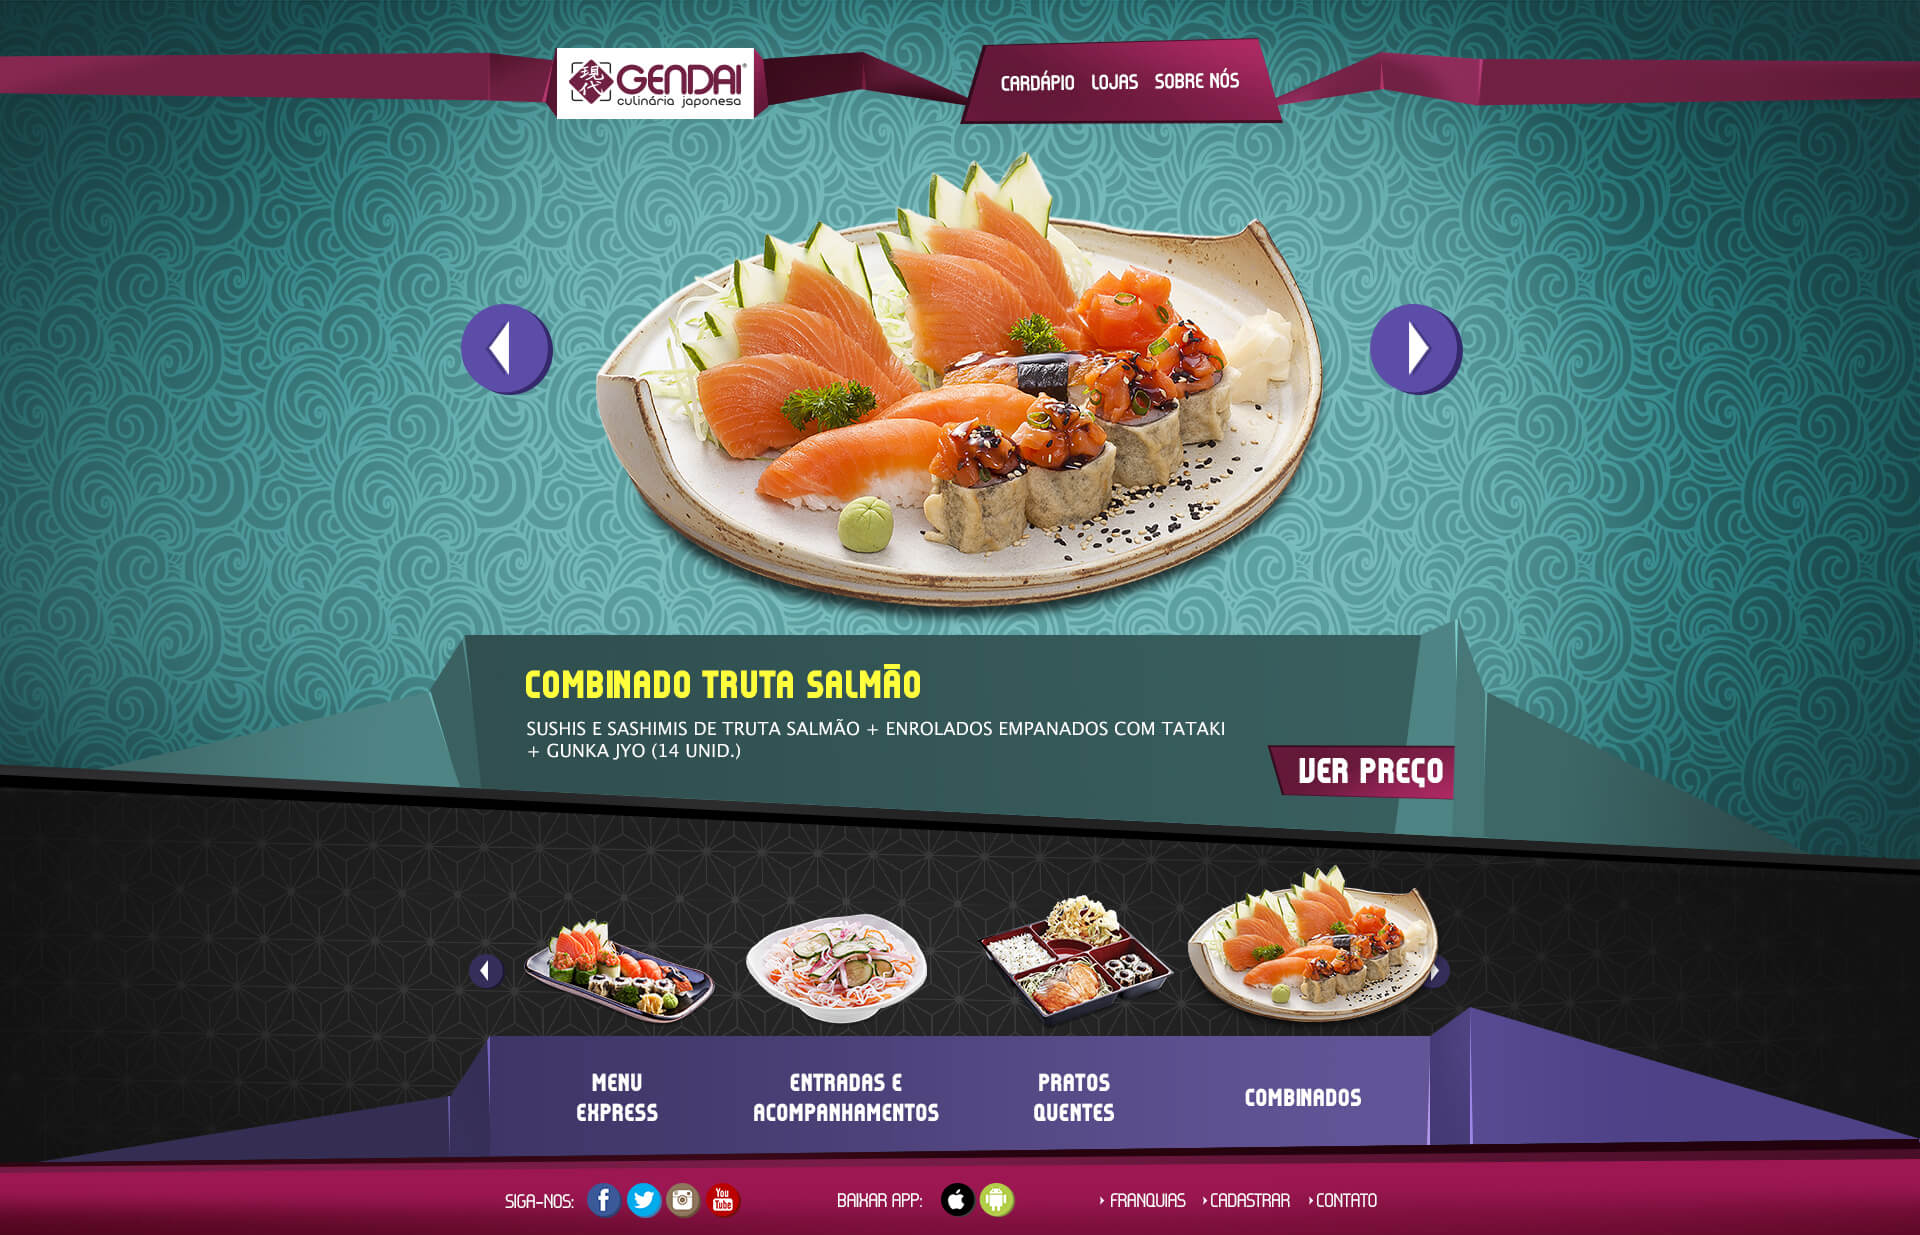 現代
GENDAI®
culinária japonesa
CARDÁPIO LOJAS SOBRE NÓS
COMBINADO TRUTA SALMÃO
SUSHIS E SASHIMIS DE TRUTA SALMÃO + ENROLADOS EMPANADOS COM TATAKI
+ GUNKA JYO (14 UNID.)
VER PREÇO
MENU
EXPRESS
ENTRADAS E
ACOMPANHAMENTOS
PRATOS
QUENTES
COMBINADOS
SIGA-NOS:
You
Tube
BAIXAR APP:
FRANQUIAS
CADASTRAR
CONTATO